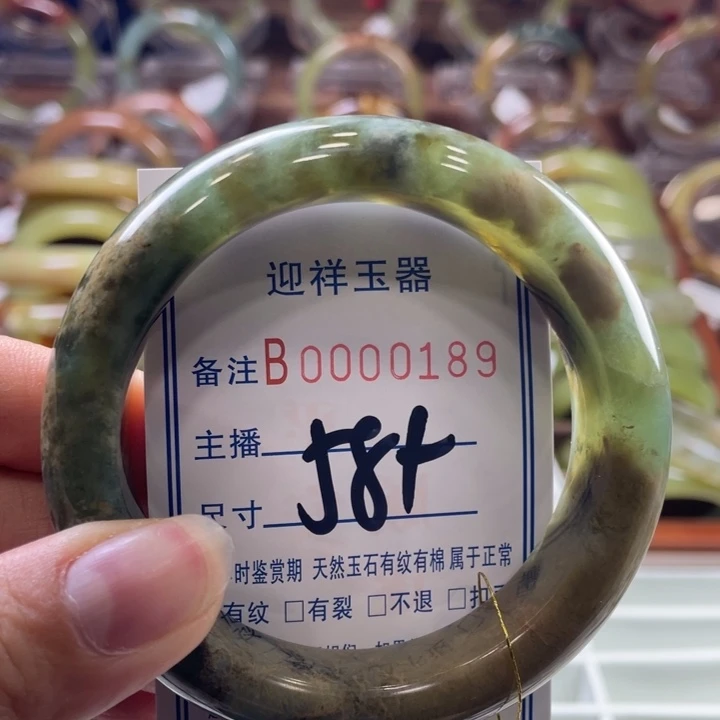 迎祥玉器
备注B0000189
主播
58+
尺寸
时鉴赏期 天然玉石有纹有棉 属于正常
有纹 □有裂 □不退 □